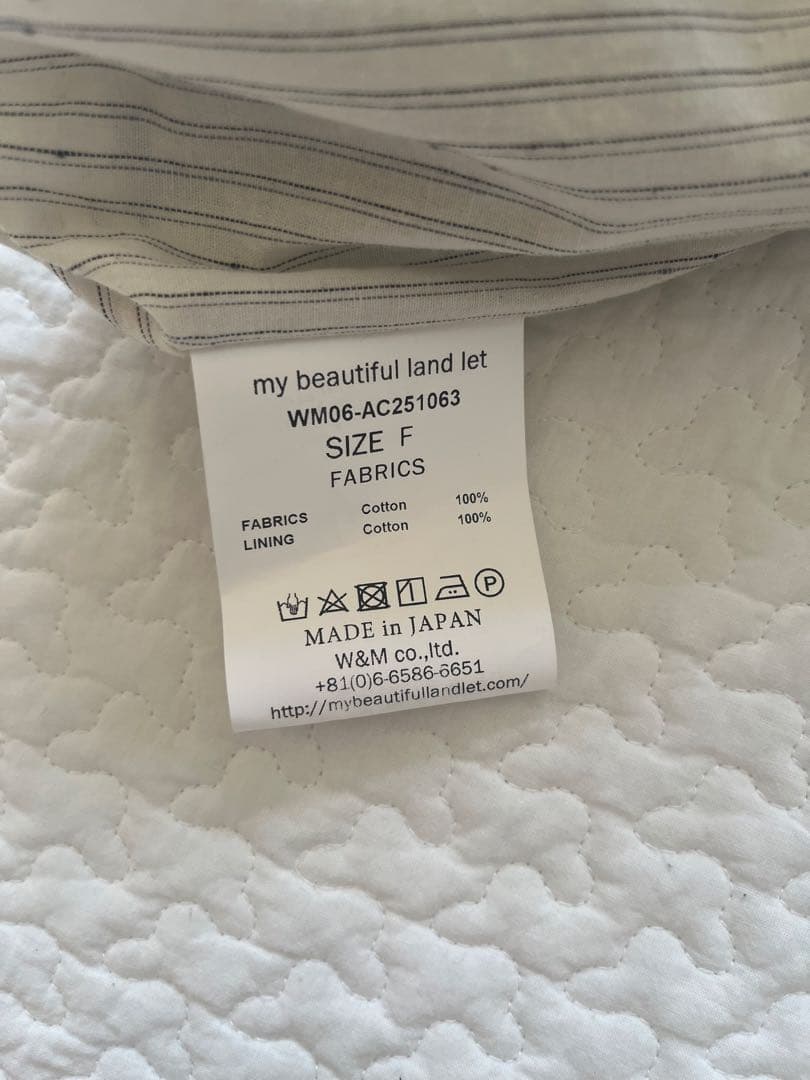 my beautiful land let
WM06-AC251063
SIZE F
FABRICS
FABRICS Cotton 100%
LINING Cotton 100%
P
MADE in JAPAN
W&M co.,ltd.
+81(0)6-6586-6651
http://mybeautifullandlet.com/